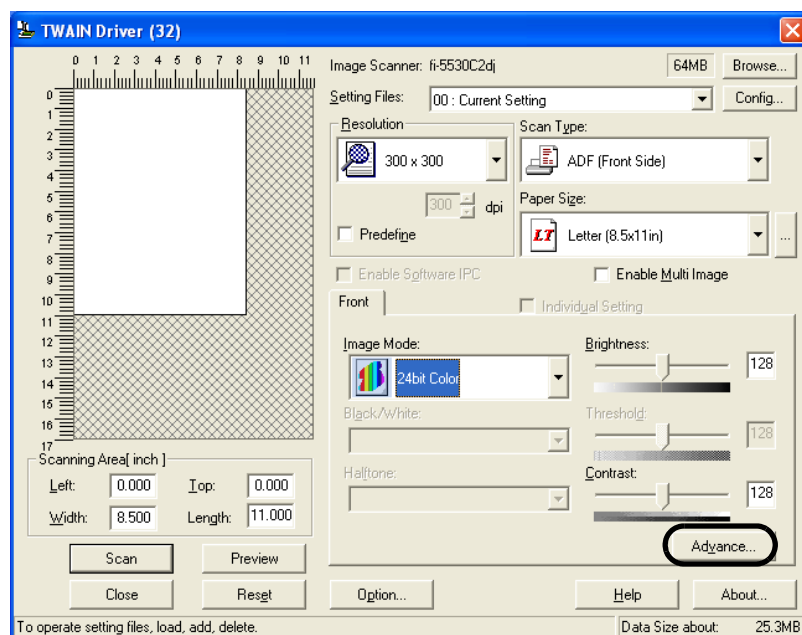 TWAIN Driver (32)
0 1 2 3 4 5 6 7 8 9 10 11
0
1
2
3
4
5
6
7
8
9
10
11
12
13
14
15
16
17
Image Scanner: fi-5530C2dj 64MB Browse...
Setting Files: 00 : Current Setting Config...
Resolution
300 x 300
300 dpi
Predefine
Scan Type:
ADF (Front Side)
Paper Size:
LT Letter (8.5x11in) ...
Enable Software IPC Enable Multi Image
Front Individual Setting
Image Mode:
24bit Color
Black/White:
Halftone:
Brightness:
128
Threshold:
128
Contrast:
128
Advance...
Scanning Area[ inch ]
Left: 0.000 Top: 0.000
Width: 8.500 Length: 11.000
Scan Preview
Close Reset Option... Help About...
To operate setting files, load, add, delete. Data Size about: 25.3MB